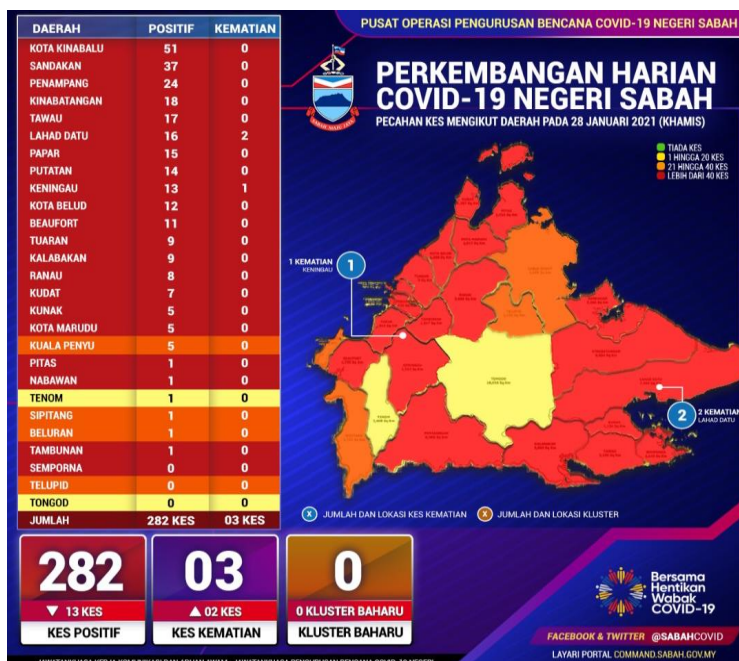 PUSAT OPERASI PENGURUSAN BENCANA COVID-19 NEGERI SABAH
PERKEMBANGAN HARIAN
COVID-19 NEGERI SABAH
PECAHAN KES MENGIKUT DAERAH PADA 28 JANUARI 2021 (KHAMIS)
DAERAH POSITIF KEMATIAN
KOTA KINABALU 51 0
SANDAKAN 37 0
PENAMPANG 24 0
KINABATANGAN 18 0
TAWAU 17 0
LAHAD DATU 16 2
PAPAR 15 0
PUTATAN 14 0
KENINGAU 13 1
KOTA BELUD 12 0
BEAUFORT 11 0
TUARAN 9 0
KALABAKAN 9 0
RANAU 8 0
KUDAT 7 0
KUNAK 5 0
KOTA MARUDU 5 0
KUALA PENYU 5 0
PITAS 1 0
NABAWAN 1 0
TENOM 1 0
SIPITANG 1 0
BELURAN 1 0
TAMBUNAN 1 0
SEMPORNA 0 0
TELUPID 0 0
TONGOD 0 0
JUMLAH 282 KES 03 KES
TIADA KES
1 HINGGA 20 KES
21 HINGGA 40 KES
LEBIH DARI 40 KES
1 KEMATIAN
KENINGAU
1
2
2 KEMATIAN
LAHAD DATU
X JUMLAH DAN LOKASI KES KEMATIAN
X JUMLAH DAN LOKASI KLUSTER
282
▼ 13 KES
KES POSITIF
03
▲ 02 KES
KES KEMATIAN
0
0 KLUSTER BAHARU
KLUSTER BAHARU
Bersama
Hentikan
Wabak
COVID-19
FACEBOOK & TWITTER @SABAHCOVID
LAYARI PORTAL COMMAND.SABAH.GOV.MY